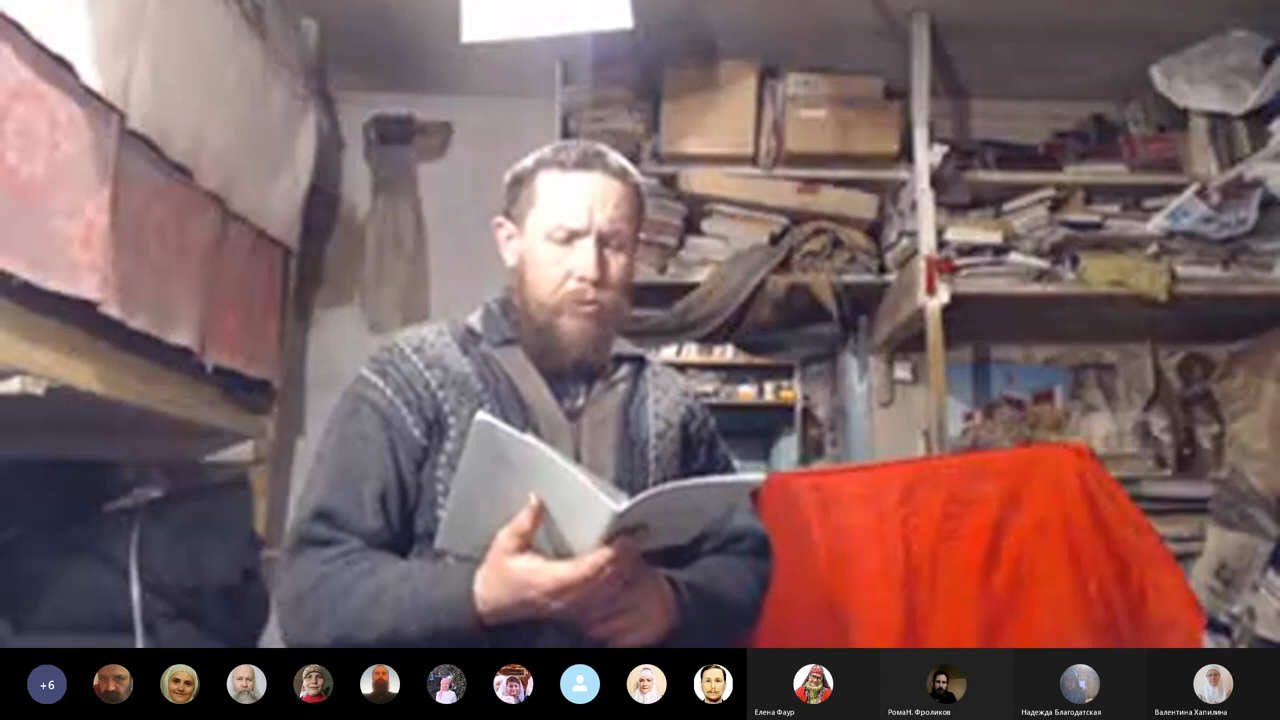 +6
Елена Фаур
РомаН. Фроликов
Надежда Благодатская
Валентина Хапилина